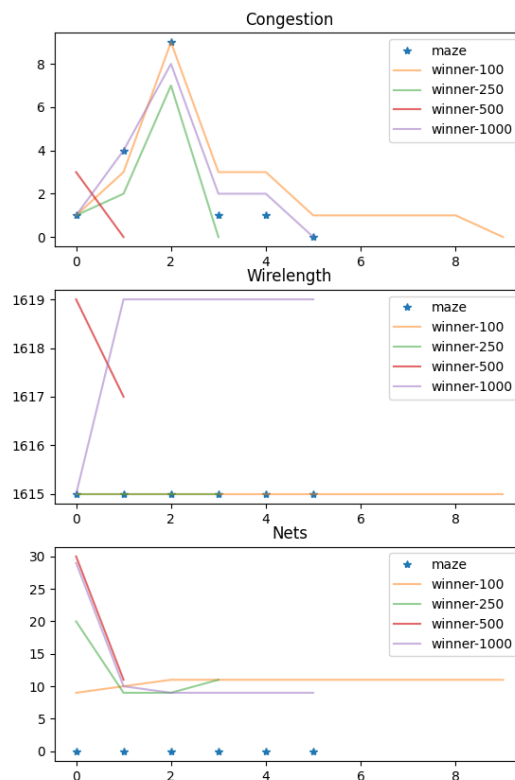 Congestion
8
6
4
2
0
maze
winner-100
winner-250
winner-500
winner-1000
0 2 4 6 8
Wirelength
1619
1618
1617
1616
1615
maze
winner-100
winner-250
winner-500
winner-1000
0 2 4 6 8
Nets
30
25
20
15
10
5
0
maze
winner-100
winner-250
winner-500
winner-1000
0 2 4 6 8